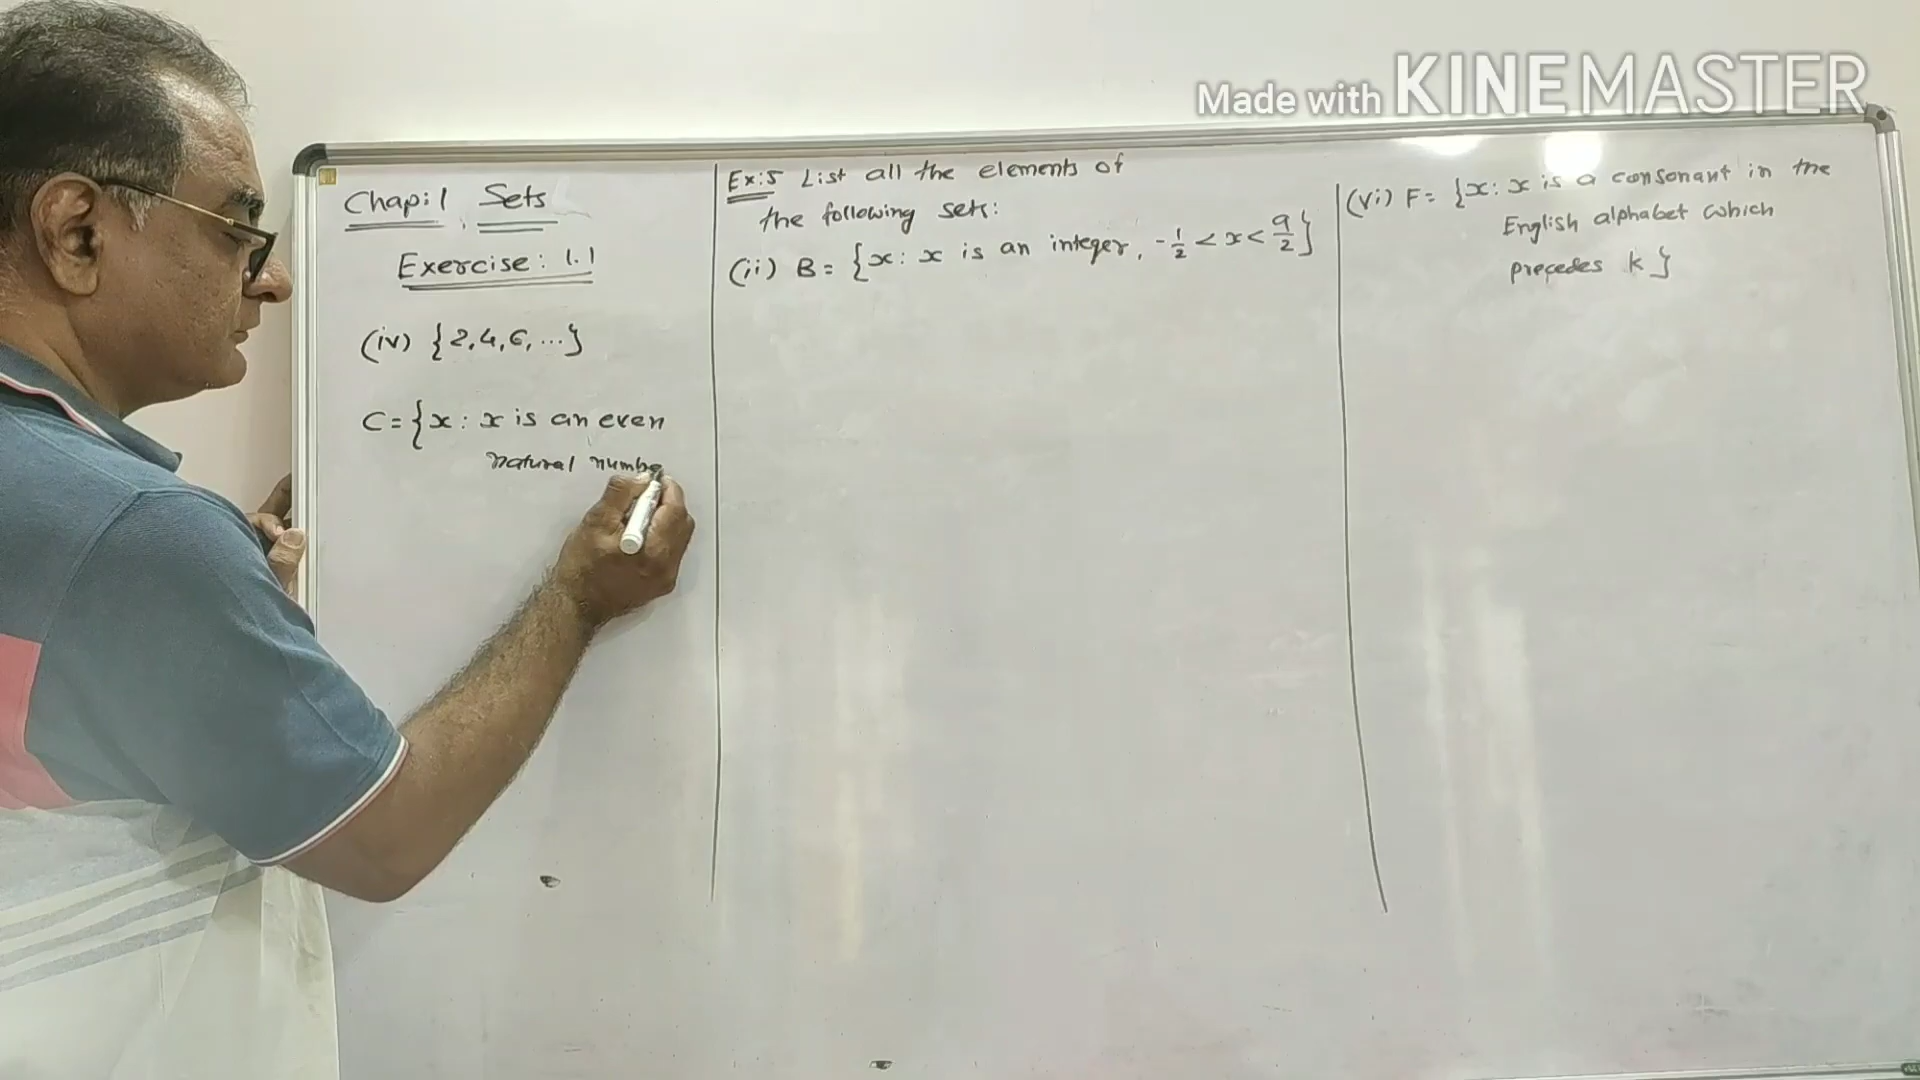 Made with KINEMASTER
Chap:1 Sets
Exercise: 1.1
(iv) {2,4,6, ...}
C = {x : x is an even
natural numbe
Ex:5 List all the elements of
the following sets:
(ii) B = {x : x is an integer, -1/2 < x < 9/2}
(vi) F = {x : x is a consonant in the
English alphabet which
precedes k}